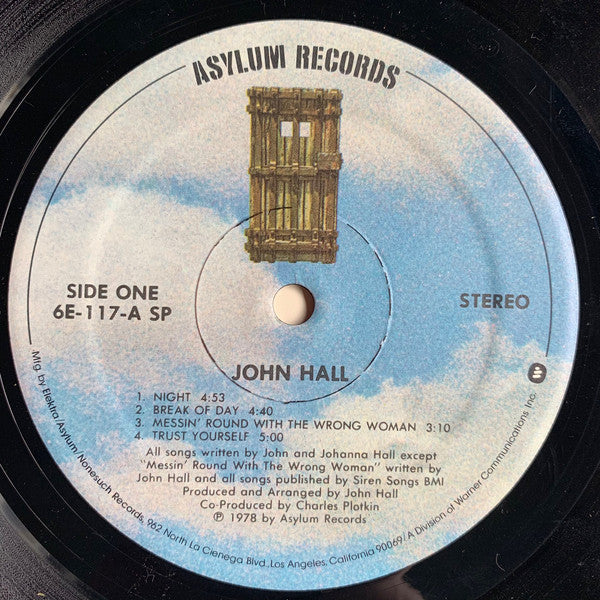 ASYLUM RECORDS
SIDE ONE
6E-117-A SP
STEREO
JOHN HALL
1. NIGHT 4:53
2. BREAK OF DAY 4:40
3. MESSIN' ROUND WITH THE WRONG WOMAN 3:10
4. TRUST YOURSELF 5:00
All songs written by John and Johanna Hall except
"Messin' Round With The Wrong Woman" written by
John Hall and all songs published by Siren Songs BMI
Produced and Arranged by John Hall
Co-Produced by Charles Plotkin
℗ 1978 by Asylum Records
Mfg. by Elektra/Asylum/Nonesuch Records, 962 North La Cienega Blvd., Los Angeles, California 90069/A Division of Warner Communications Inc.